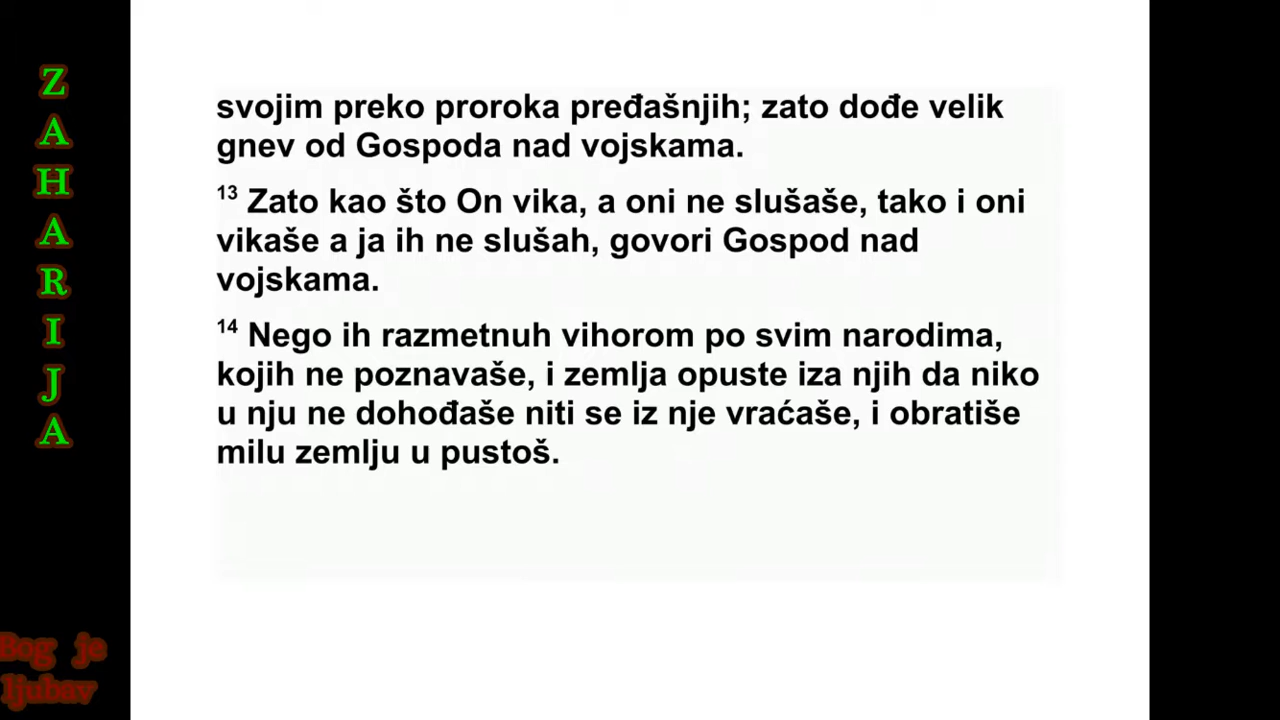 ZAHARIJA
svojim preko proroka pređašnjih; zato dođe velik
gnev od Gospoda nad vojskama.
13 Zato kao što On vika, a oni ne slušaše, tako i oni
vikaše a ja ih ne slušah, govori Gospod nad
vojskama.
14 Nego ih razmetnuh vihorom po svim narodima,
kojih ne poznavaše, i zemlja opuste iza njih da niko
u nju ne dohođaše niti se iz nje vraćaše, i obratiše
milu zemlju u pustoš.
Bog je
ljubav